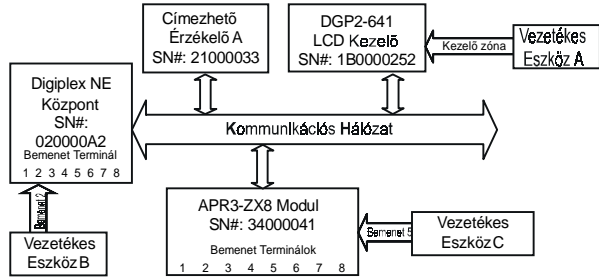 Címezhető
Érzékelő A
SN#: 21000033
DGP2-641
LCD Kezelő
SN#: 1B0000252
Kezelő zóna
Vezetékes
Eszköz A
Digiplex NE
Központ
SN#:
020000A2
Bemenet Terminál
1 2 3 4 5 6 7 8
Kommunikációs Hálózat
Bemenet 2
Vezetékes
Eszköz B
APR3-ZX8 Modul
SN#: 34000041
Bemenet Terminálok
1 2 3 4 5 6 7 8
Bemenet 5
Vezetékes
Eszköz C